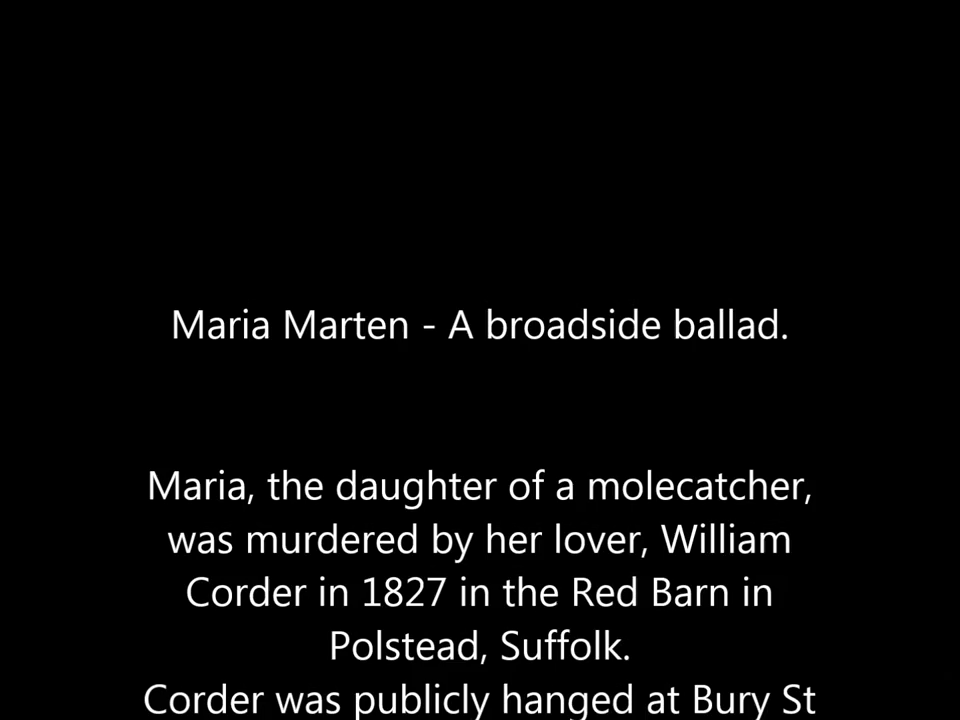 Maria Marten - A broadside ballad.
Maria, the daughter of a molecatcher,
was murdered by her lover, William
Corder in 1827 in the Red Barn in
Polstead, Suffolk.
Corder was publicly hanged at Bury St